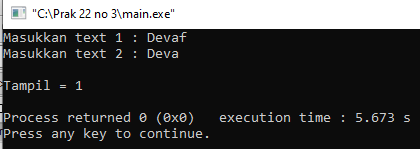 "C:\Prak 22 no 3\main.exe"
Masukkan text 1 : Devaf
Masukkan text 2 : Deva
Tampil = 1
Process returned 0 (0x0)   execution time : 5.673 s
Press any key to continue.